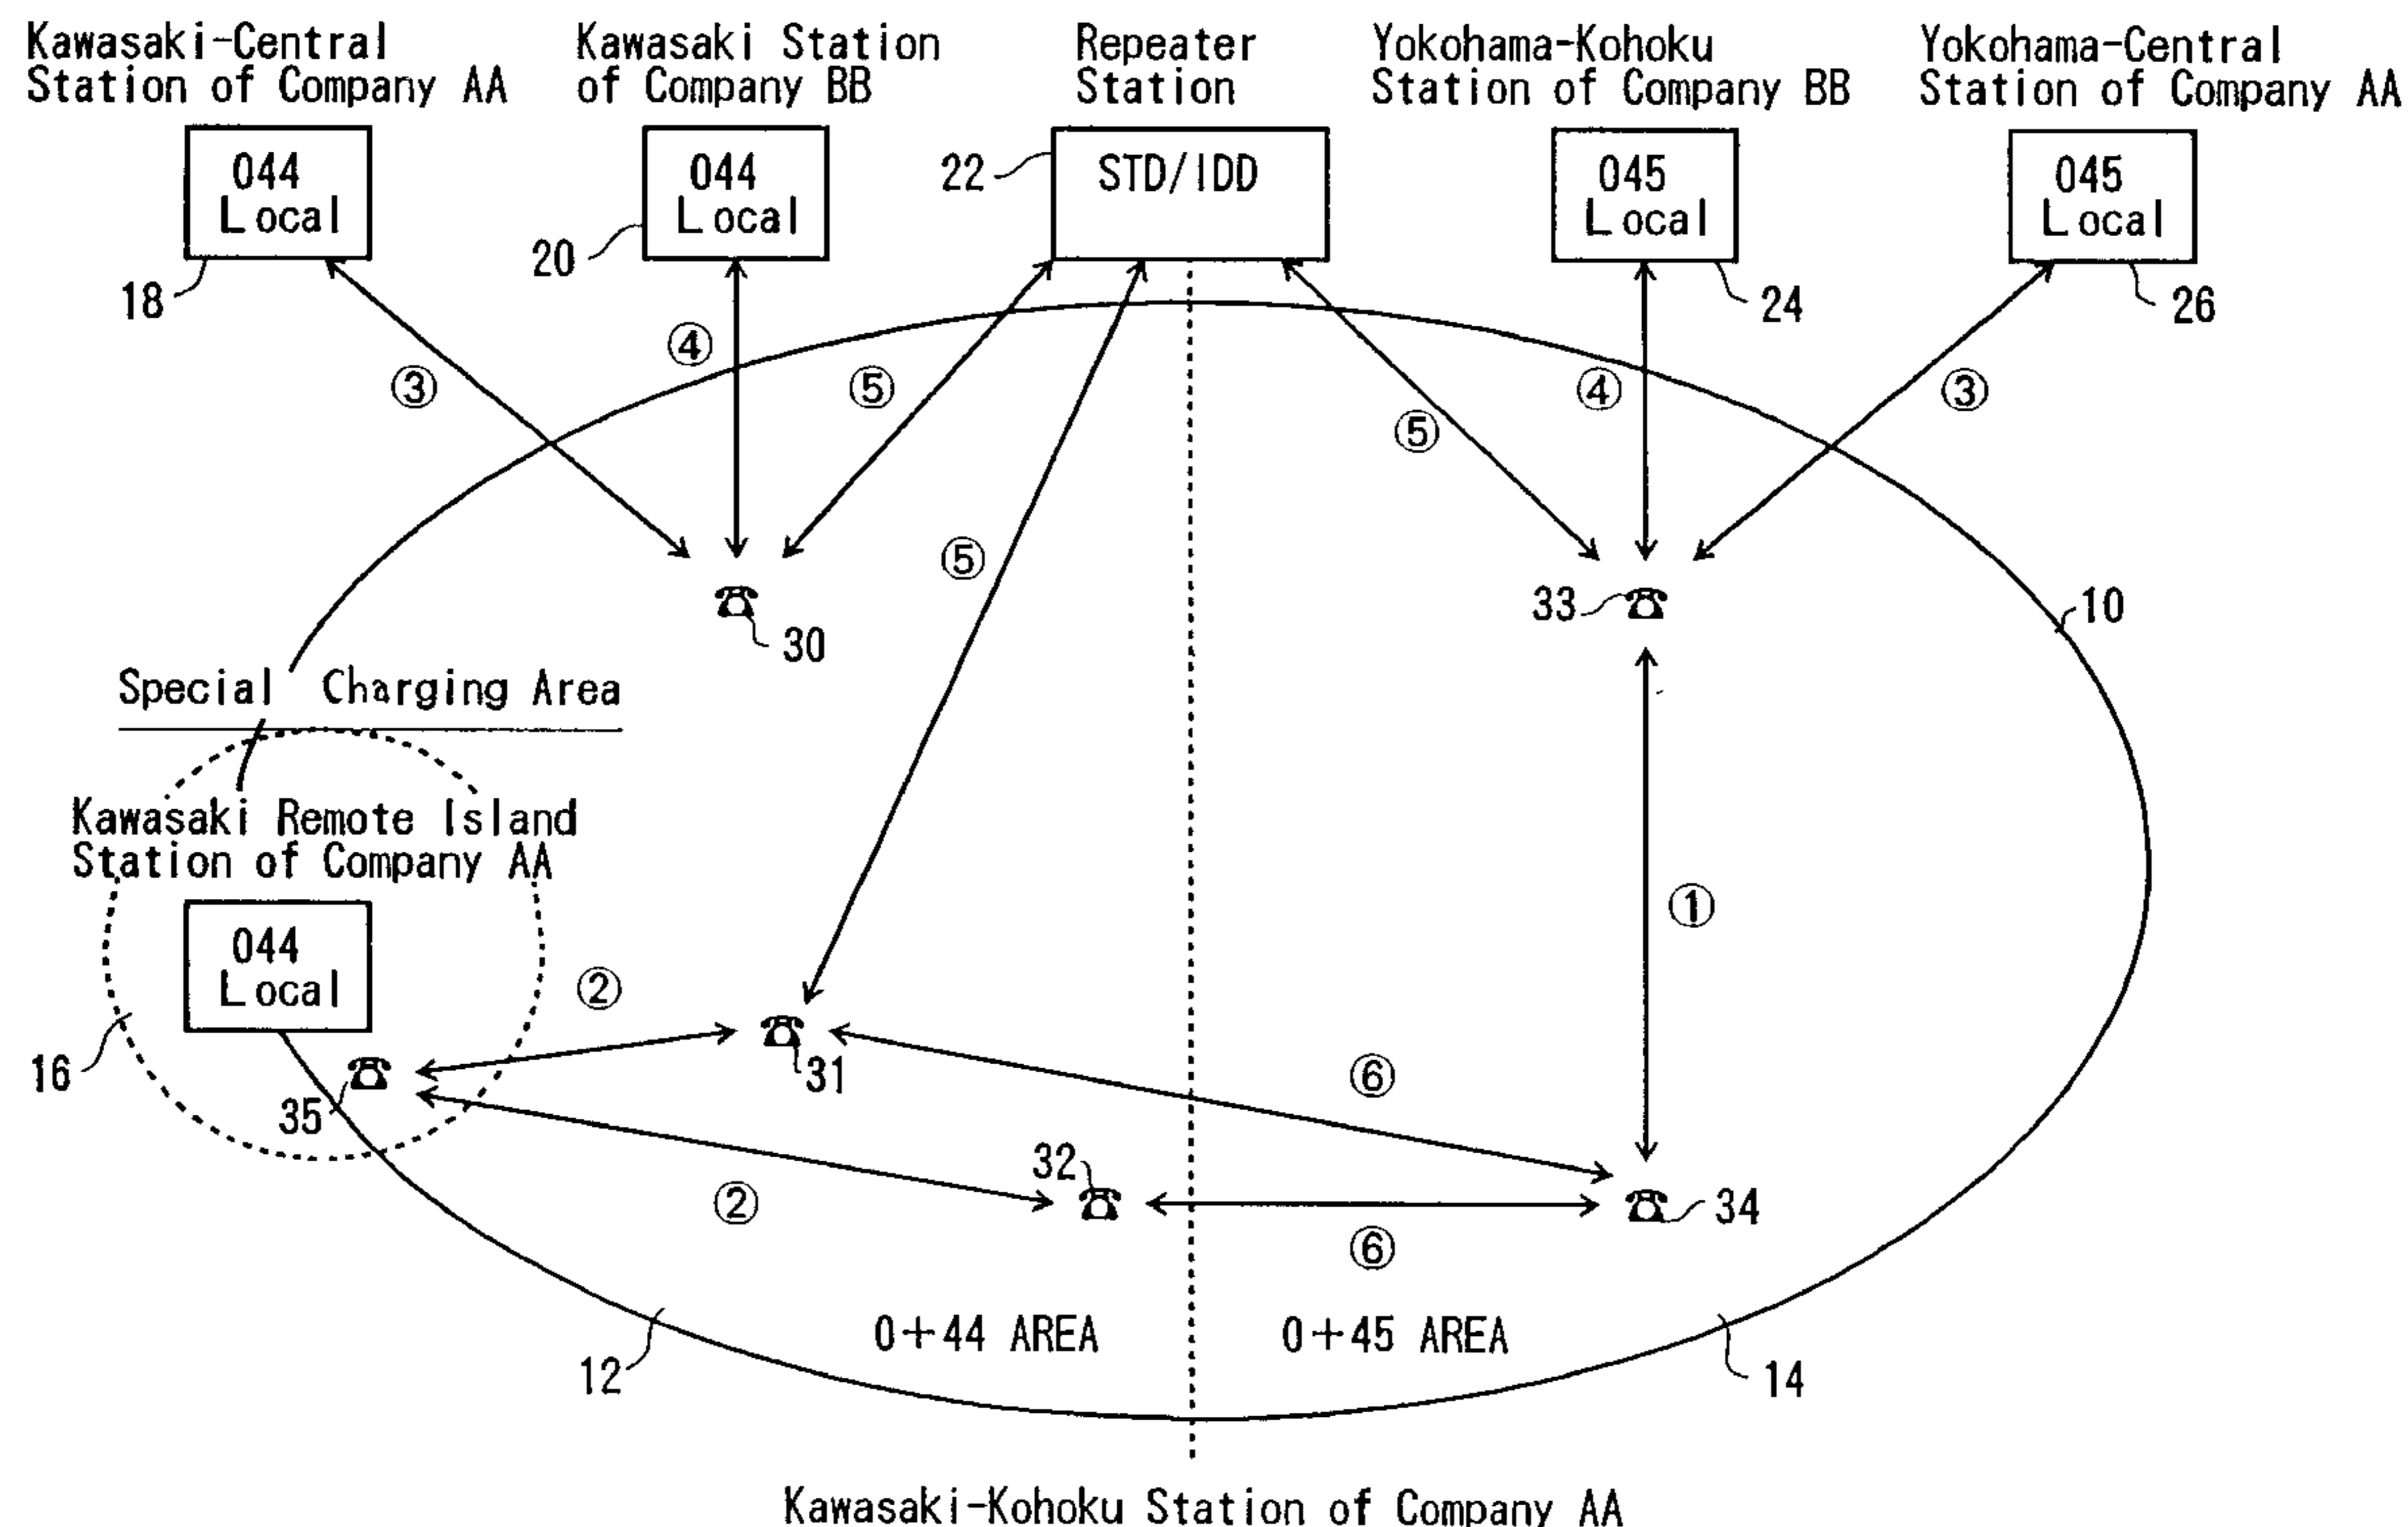 Kawasaki-Central
Station of Company AA
Kawasaki Station
of Company BB
Repeater
Station
Yokohama-Kohoku
Station of Company BB
Yokohama-Central
Station of Company AA
044
Local
18
044
Local
20
STD/IDD
22
045
Local
24
045
Local
26
③
④
⑤
⑤
④
③
⑤
30
33
10
Special Charging Area
Kawasaki Remote Island
Station of Company AA
044
Local
①
②
16
35
31
⑥
32
②
34
⑥
0+44 AREA
0+45 AREA
12
14
Kawasaki-Kohoku Station of Company AA